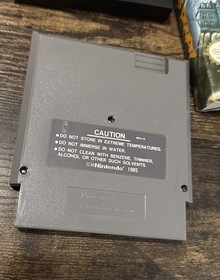 CAUTION
• DO NOT STORE IN EXTREME TEMPERATURES.
• DO NOT IMMERSE IN WATER.
• DO NOT CLEAN WITH BENZENE, THINNER,
ALCOHOL OR OTHER SUCH SOLVENTS
©®Nintendo 1985